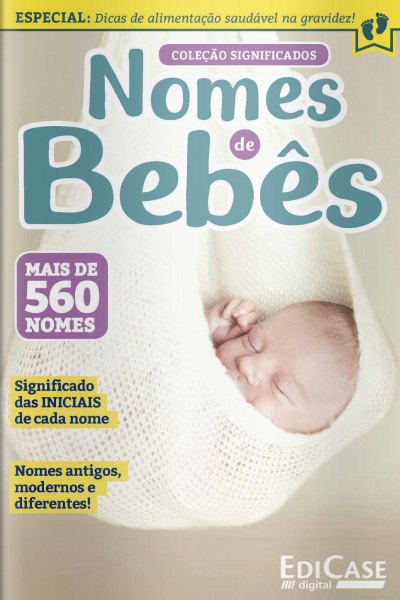 ESPECIAL: Dicas de alimentação saudável na gravidez!
COLEÇÃO SIGNIFICADOS
Nomes
de
Bebês
MAIS DE
560
NOMES
Significado
das INICIAIS
de cada nome
Nomes antigos,
modernos e
diferentes!
EDICASE
digital